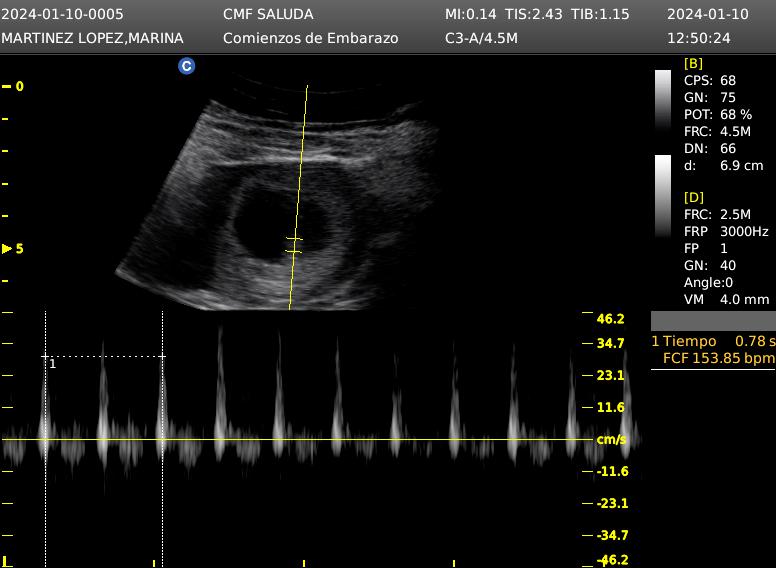 2024-01-10-0005 CMF SALUDA MI:0.14 TIS:2.43 TIB:1.15 2024-01-10
MARTINEZ LOPEZ,MARINA Comienzos de Embarazo C3-A/4.5M 12:50:24
C
0
5
[B]
CPS: 68
GN: 75
POT: 68 %
FRC: 4.5M
DN: 66
d: 6.9 cm
[D]
FRC: 2.5M
FRP 3000Hz
FP 1
GN: 40
Angle:0
VM 4.0 mm
1 Tiempo 0.78 s
FCF 153.85 bpm
1
46.2
34.7
23.1
11.6
cm/s
-11.6
-23.1
-34.7
-46.2